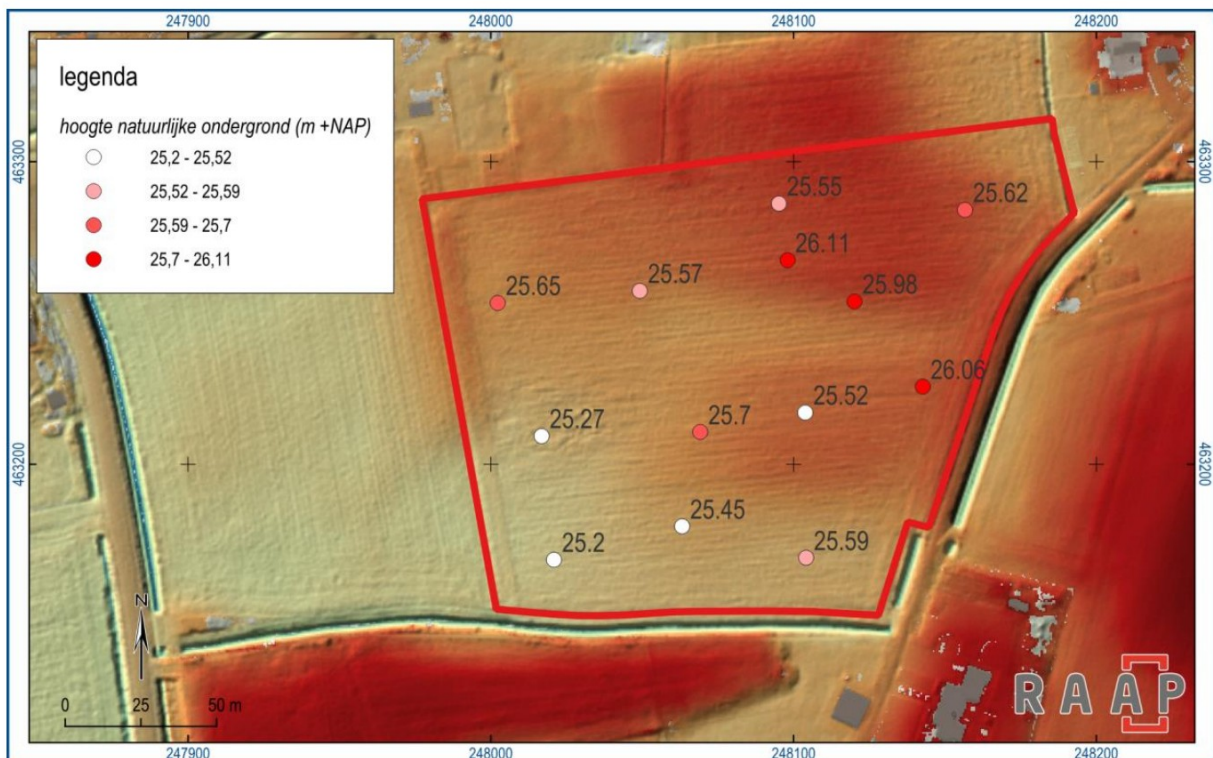 247900 248000 248100 248200
legenda
hoogte natuurlijke ondergrond (m +NAP)
25,2 - 25,52
25,52 - 25,59
25,59 - 25,7
25,7 - 26,11
4
463300 463300
25.55
25.62
26.11
25.65
25.57
25.98
26.06
25.52
25.27
25.7
463200 463200
25.45
25.2
25.59
N
0 25 50 m
RAAP
247900 248000 248100 248200